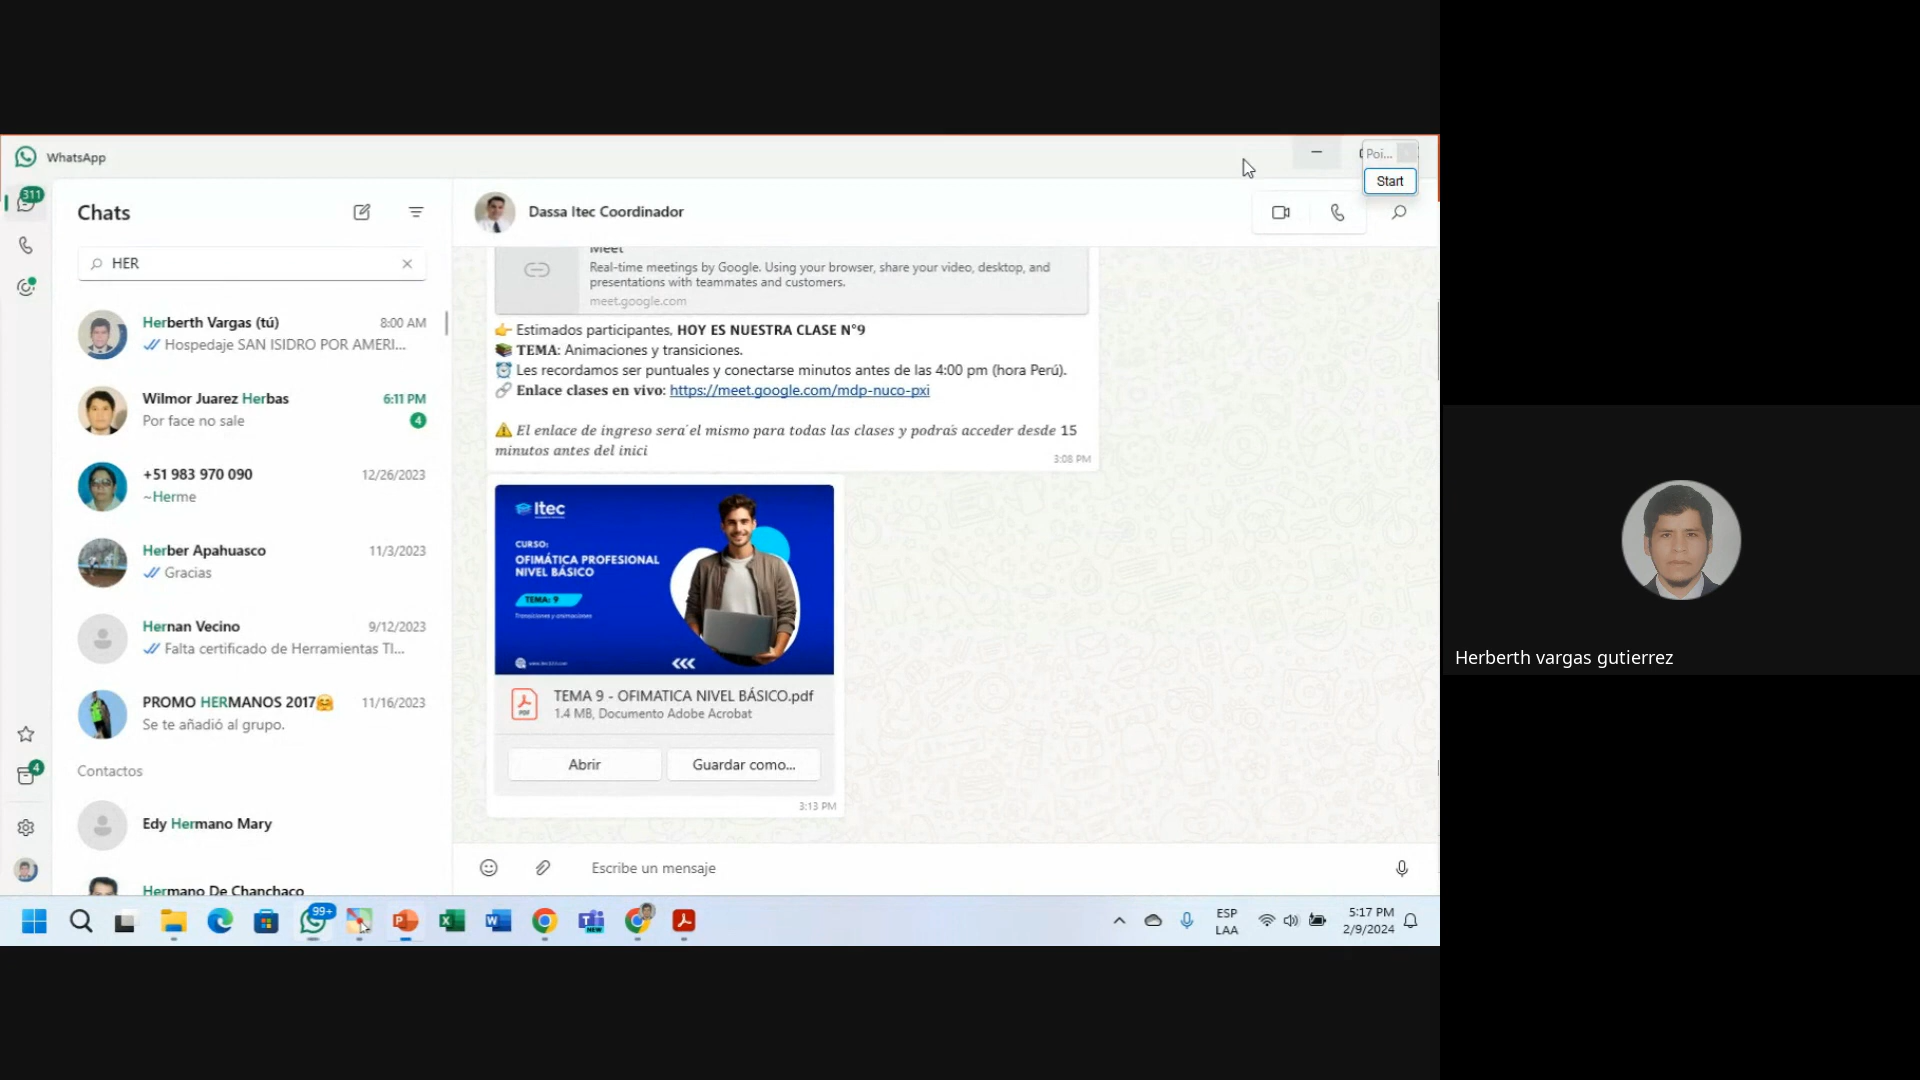 WhatsApp
Poi...
Start
311
Chats
HER
Herberth Vargas (tú) 8:00 AM
Hospedaje SAN ISIDRO POR AMERI...
Wilmor Juarez Herbas 6:11 PM
Por face no sale 4
+51 983 970 090 12/26/2023
~Herme
Herber Apahuasco 11/3/2023
Gracias
Hernan Vecino 9/12/2023
Falta certificado de Herramientas TI...
PROMO HERMANOS 2017🤗 11/16/2023
Se te añadió al grupo.
Contactos
Edy Hermano Mary
Hermano De Chanchaco
4
Dassa Itec Coordinador
Meet
Real-time meetings by Google. Using your browser, share your video, desktop, and
presentations with teammates and customers.
meet.google.com
👉 Estimados participantes, HOY ES NUESTRA CLASE N°9
📚 TEMA: Animaciones y transiciones.
⏰ Les recordamos ser puntuales y conectarse minutos antes de las 4:00 pm (hora Perú).
🔗 Enlace clases en vivo: https://meet.google.com/mdp-nuco-pxi
⚠️ El enlace de ingreso será el mismo para todas las clases y podrás acceder desde 15
minutos antes del inici
3:08 PM
Itec
CURSO:
OFIMÁTICA PROFESIONAL
NIVEL BÁSICO
TEMA: 9
Transiciones y animaciones
PDF
TEMA 9 - OFIMATICA NIVEL BÁSICO.pdf
1.4 MB, Documento Adobe Acrobat
Abrir Guardar como...
3:13 PM
Escribe un mensaje
99+
NEW
ESP
LAA
5:17 PM
2/9/2024
Herberth vargas gutierrez